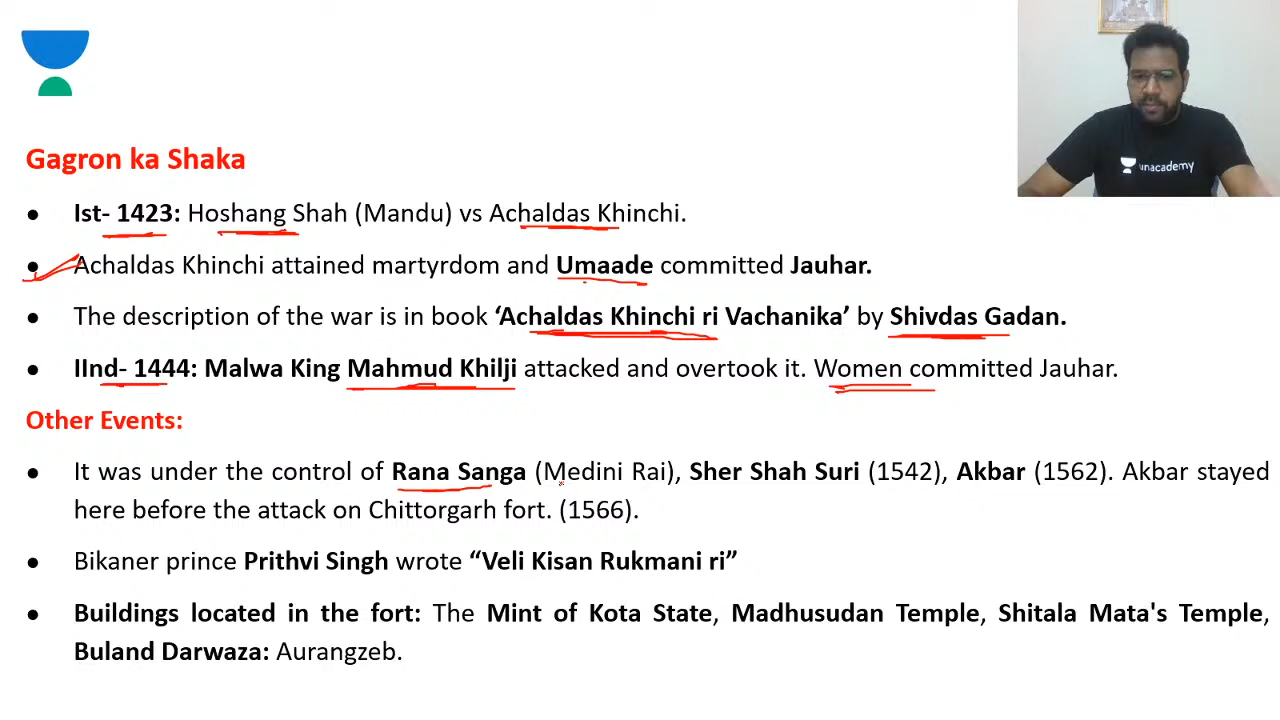 unacademy
Gagron ka Shaka
● Ist- 1423: Hoshang Shah (Mandu) vs Achaldas Khinchi.
● Achaldas Khinchi attained martyrdom and Umaade committed Jauhar.
● The description of the war is in book ‘Achaldas Khinchi ri Vachanika’ by Shivdas Gadan.
● IInd- 1444: Malwa King Mahmud Khilji attacked and overtook it. Women committed Jauhar.
Other Events:
● It was under the control of Rana Sanga (Medini Rai), Sher Shah Suri (1542), Akbar (1562). Akbar stayed
here before the attack on Chittorgarh fort. (1566).
● Bikaner prince Prithvi Singh wrote “Veli Kisan Rukmani ri”
● Buildings located in the fort: The Mint of Kota State, Madhusudan Temple, Shitala Mata's Temple,
Buland Darwaza: Aurangzeb.